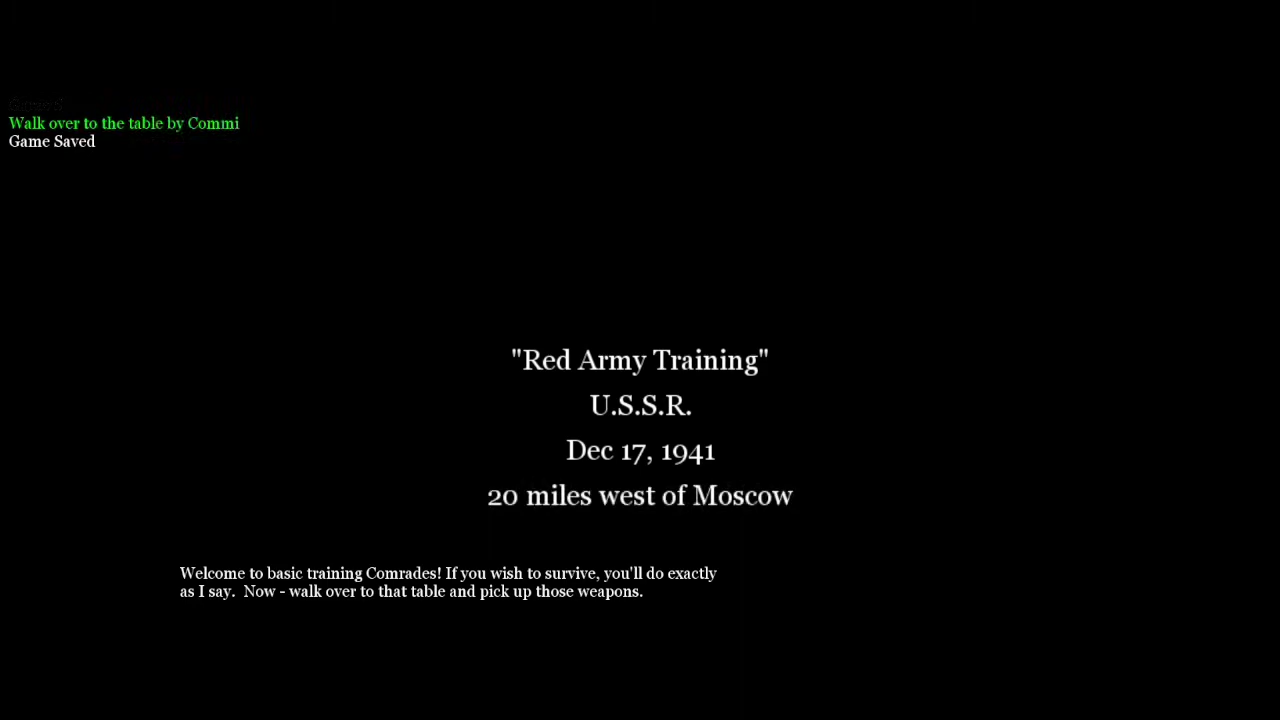 Walk over to the table by Commi
Game Saved
"Red Army Training"
U.S.S.R.
Dec 17, 1941
20 miles west of Moscow
Welcome to basic training Comrades! If you wish to survive, you'll do exactly
as I say.  Now - walk over to that table and pick up those weapons.